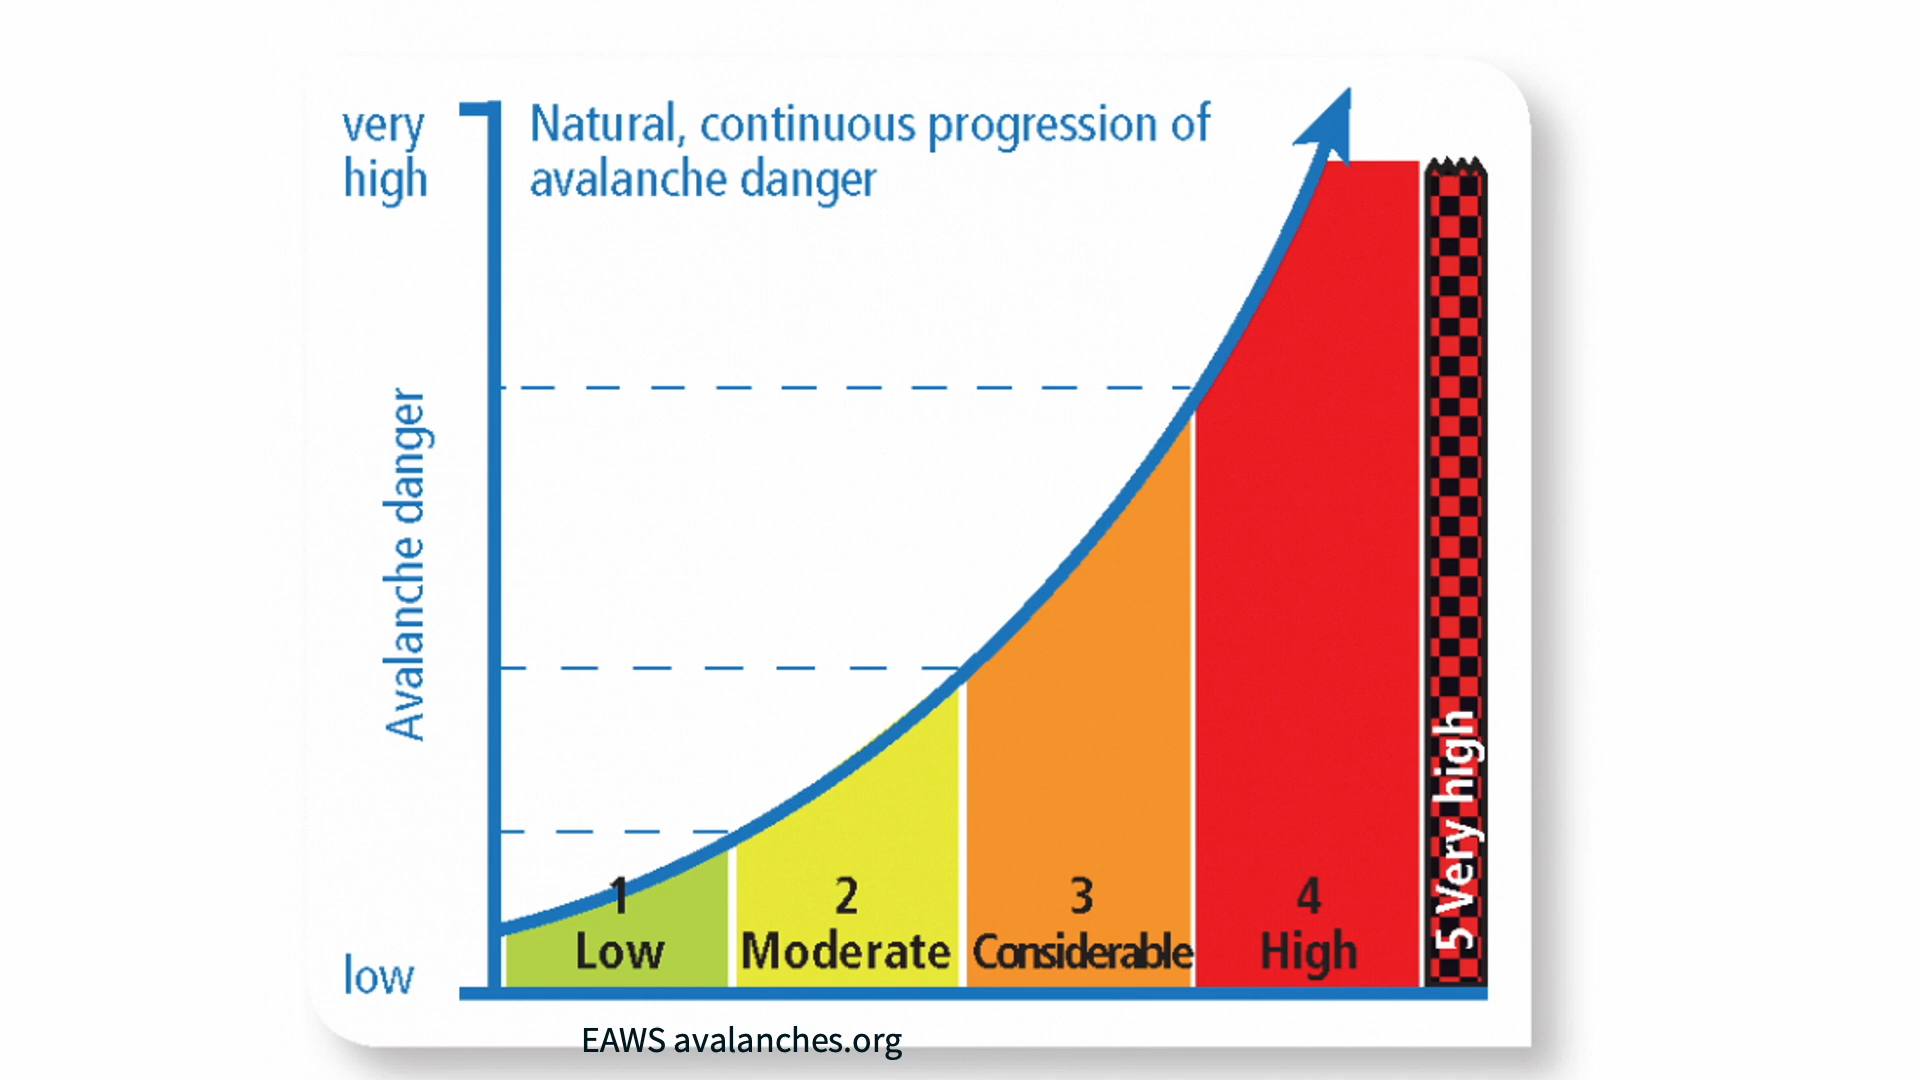 very
high
Natural, continuous progression of
avalanche danger
Avalanche danger
low
1
Low
2
Moderate
3
Considerable
4
High
5 Very high
EAWS avalanches.org